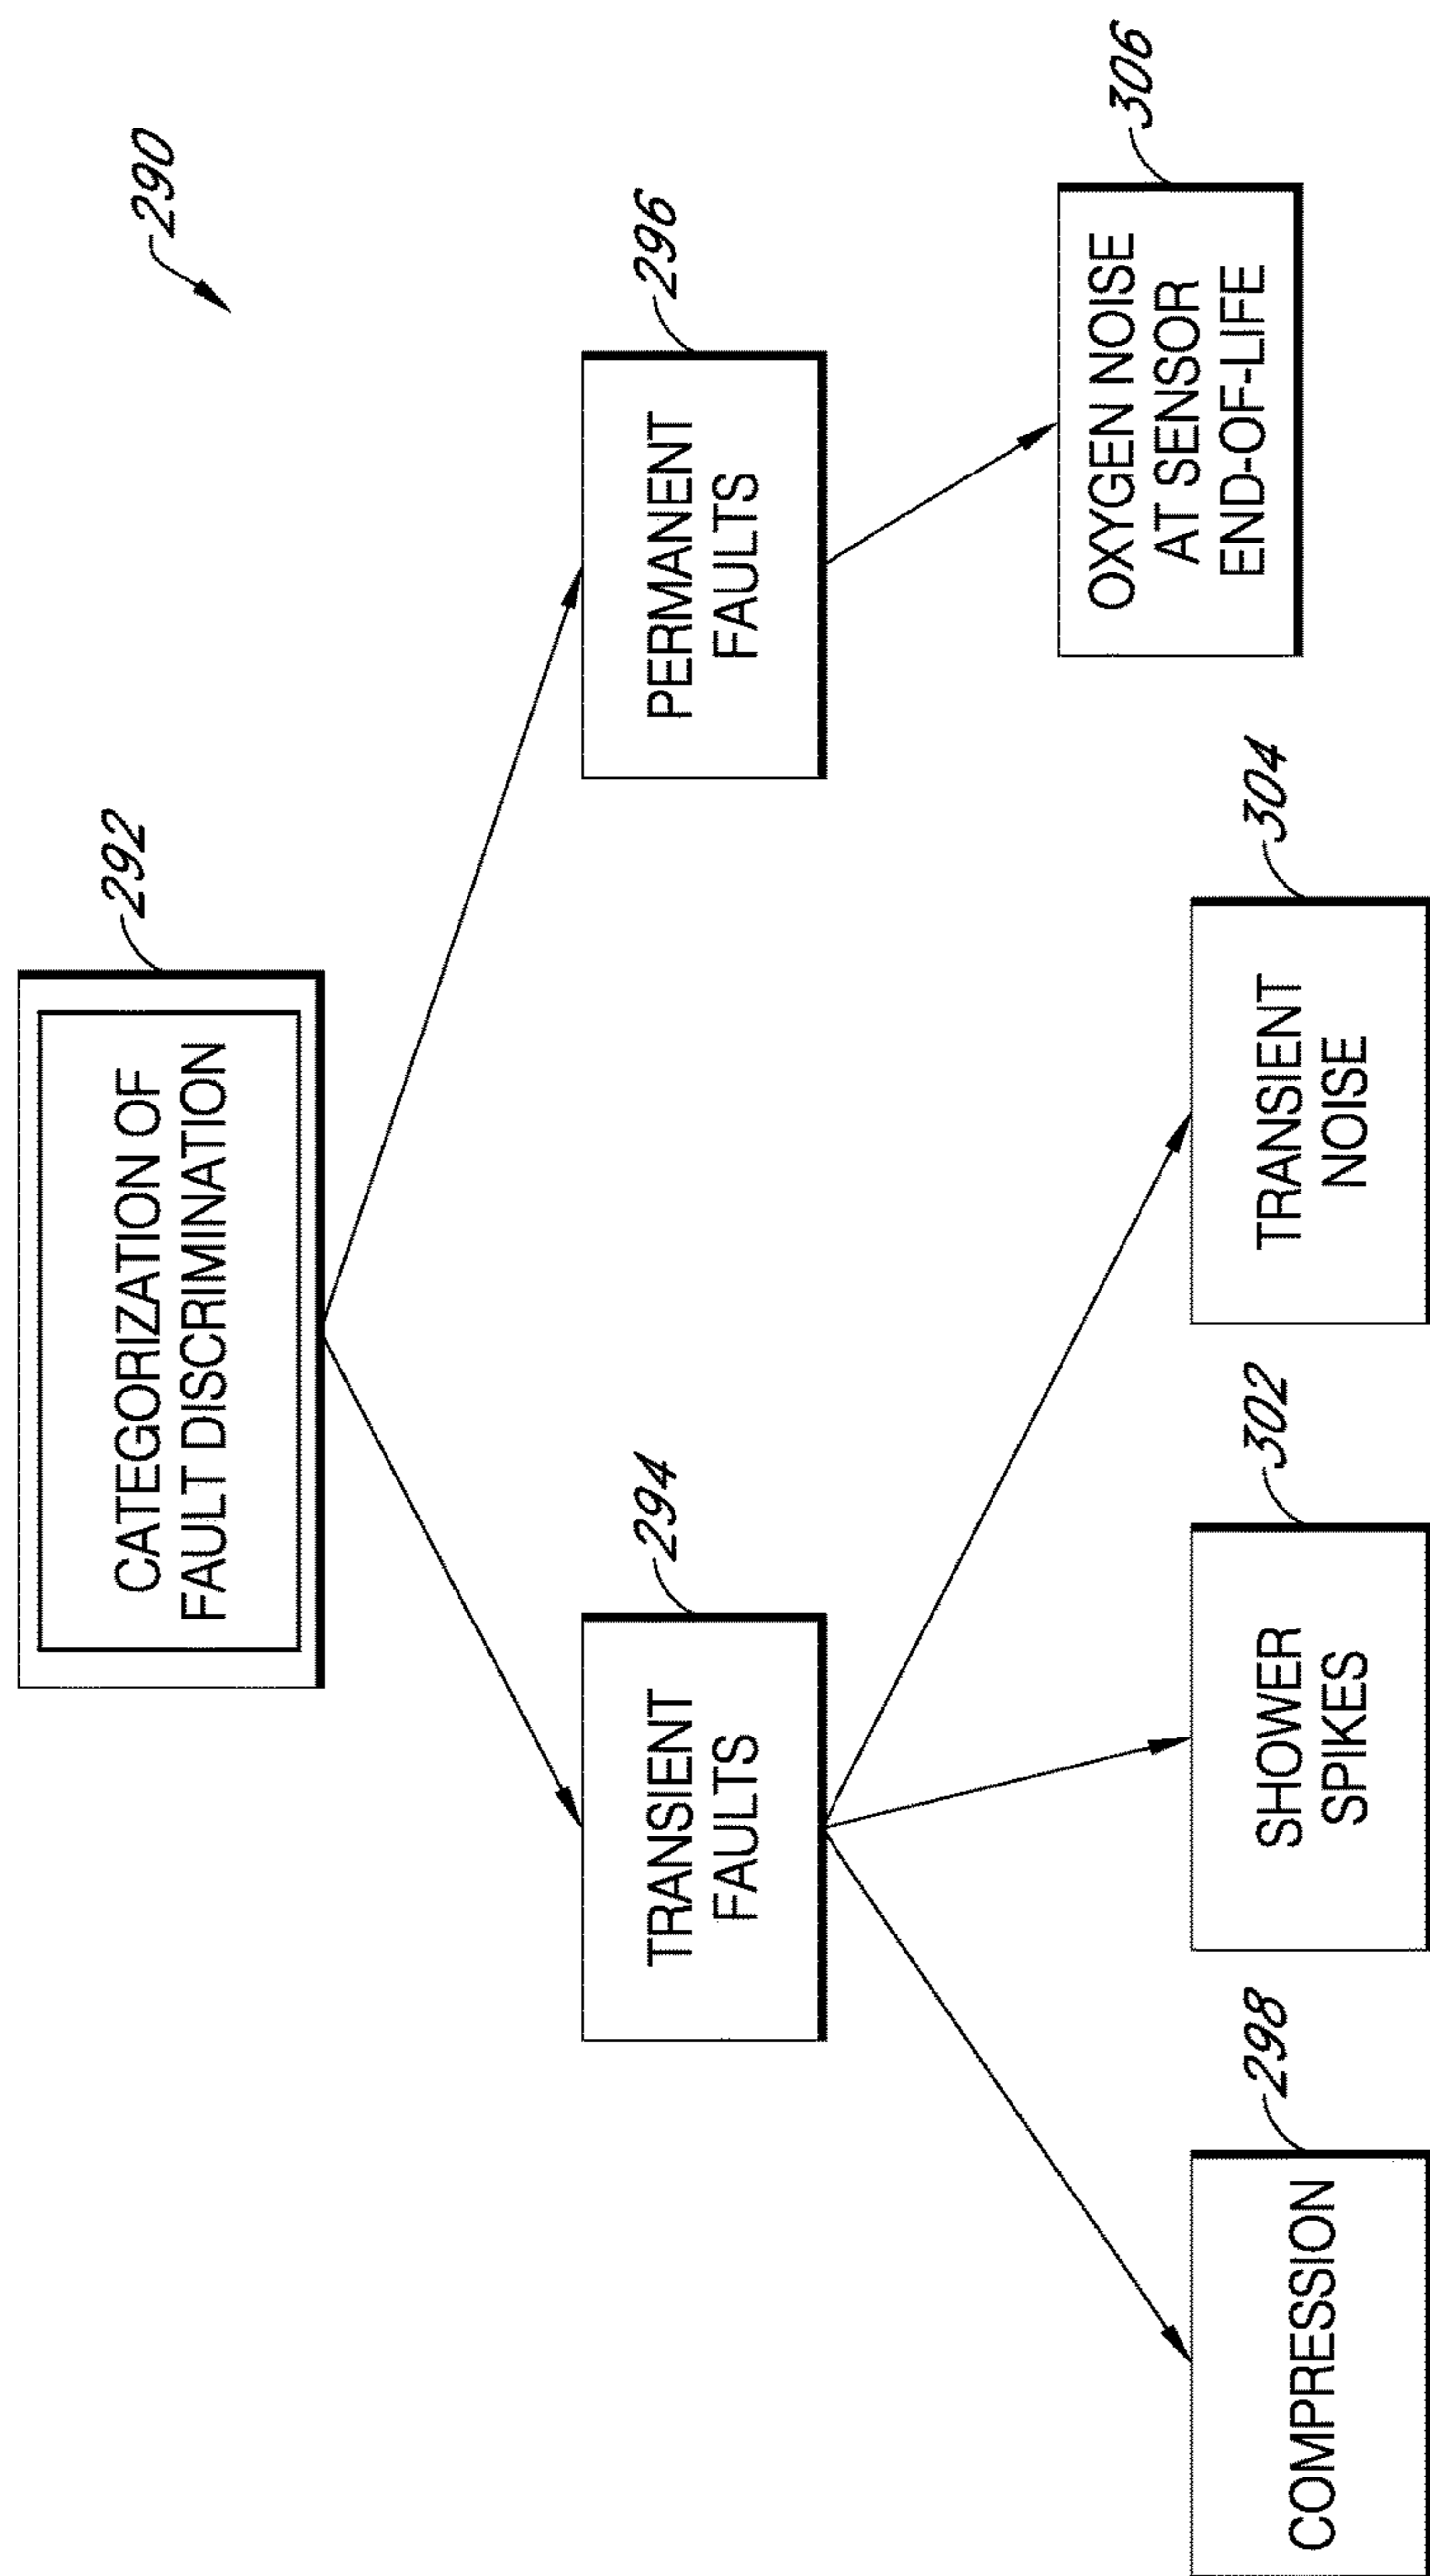 290
292
CATEGORIZATION OF
FAULT DISCRIMINATION
294
TRANSIENT
FAULTS
296
PERMANENT
FAULTS
298
COMPRESSION
302
SHOWER
SPIKES
304
TRANSIENT
NOISE
306
OXYGEN NOISE
AT SENSOR
END-OF-LIFE